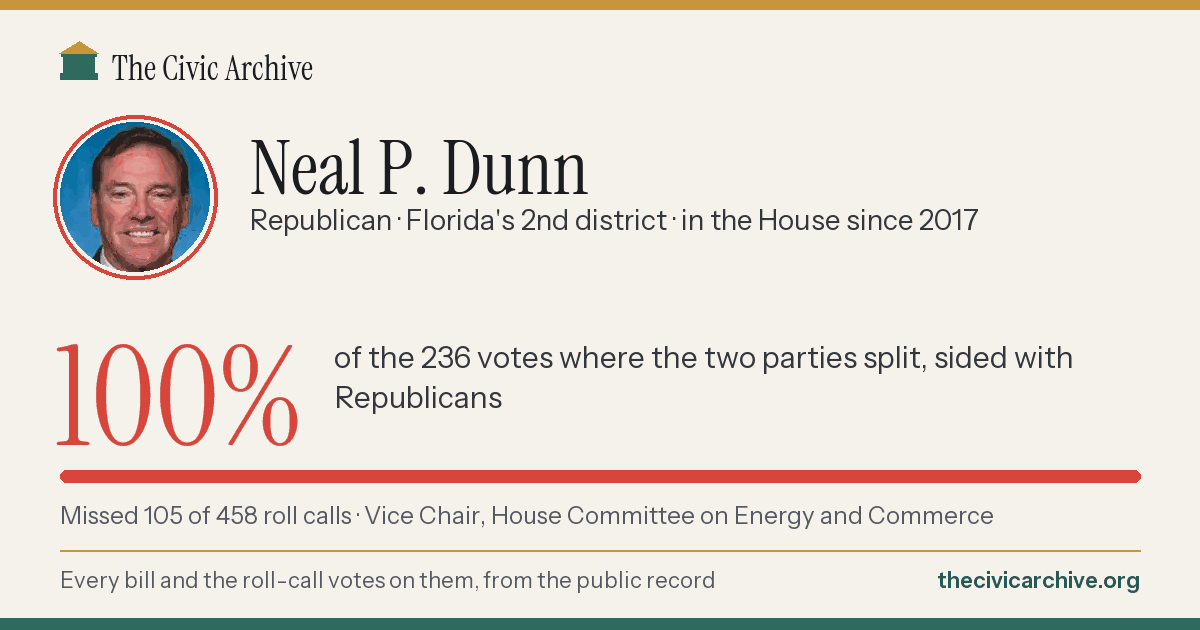 The Civic Archive
Neal P. Dunn
Republican · Florida's 2nd district · in the House since 2017
100%
of the 236 votes where the two parties split, sided with
Republicans
Missed 105 of 458 roll calls · Vice Chair, House Committee on Energy and Commerce
Every bill and the roll-call votes on them, from the public record
thecivicarchive.org